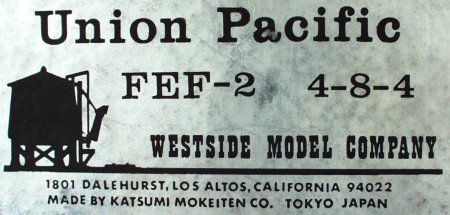 Union Pacific
FEF-2 4-8-4
WESTSIDE MODEL COMPANY
1801 DALEHURST, LOS ALTOS, CALIFORNIA 94022
MADE BY KATSUMI MOKEITEN CO. TOKYO JAPAN